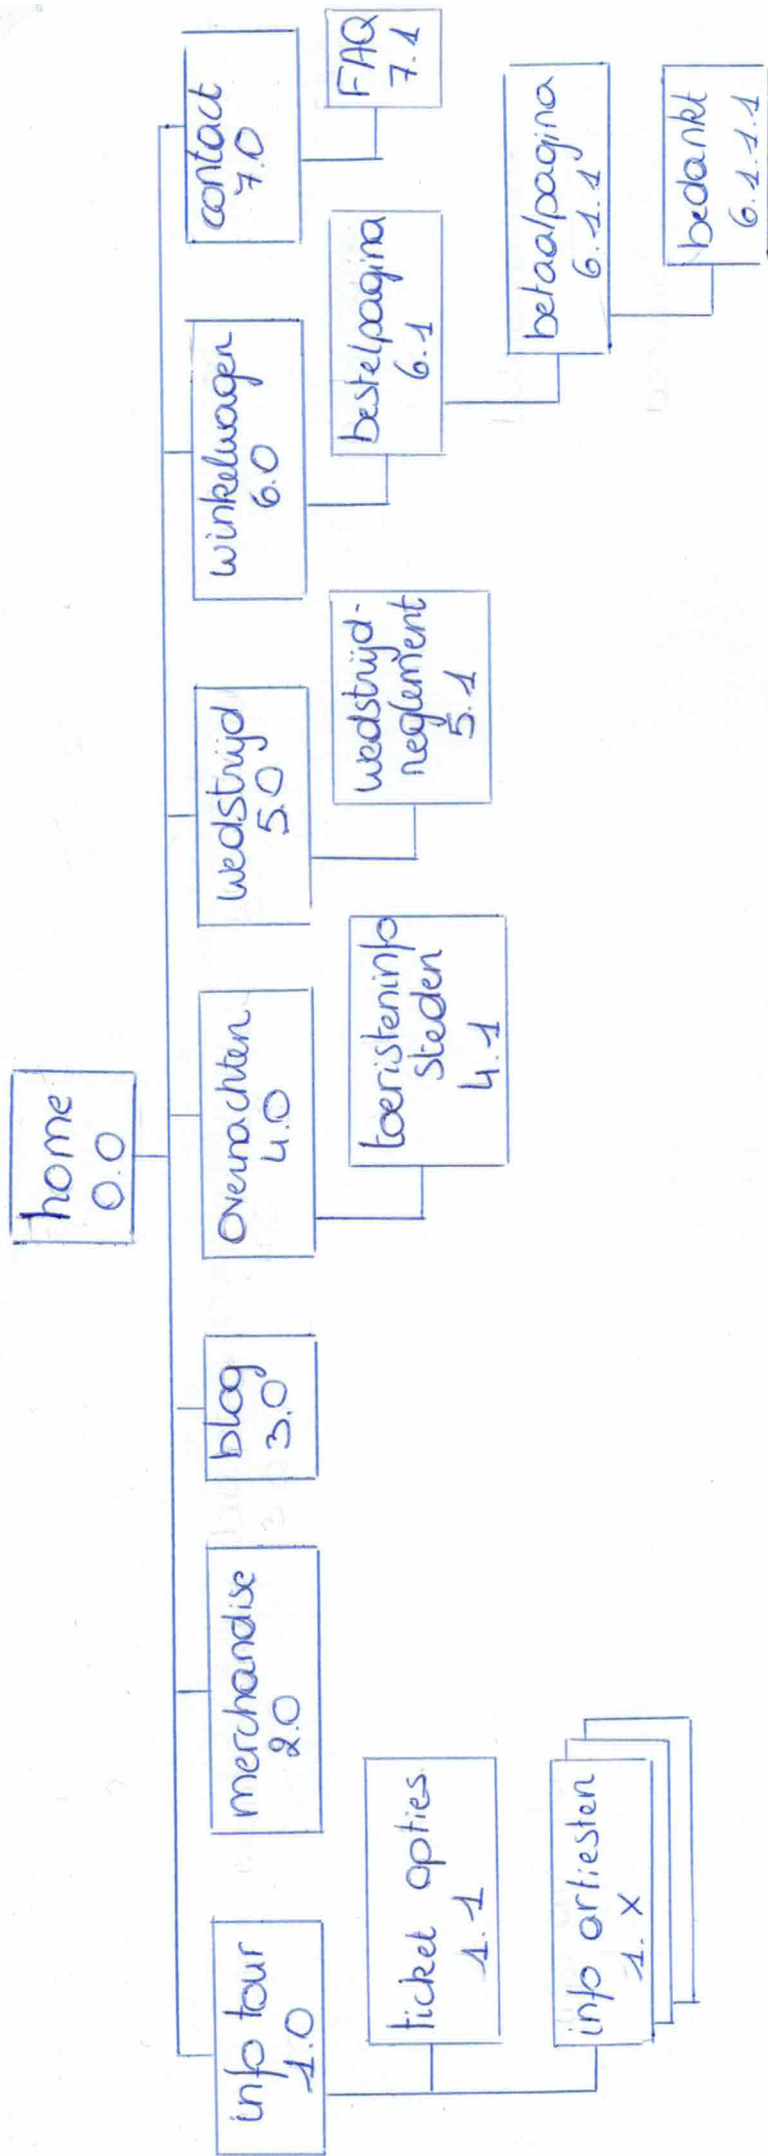 home
0.0
info tour
1.0
ticket opties
1.1
info artiesten
1.X
merchandise
2.0
blog
3.0
overnachten
4.0
toeristeninfo
steden
4.1
wedstrijd
5.0
wedstrijd-
reglement
5.1
winkelwagen
6.0
bestelpagina
6.1
betaalpagina
6.1.1
bedankt
6.1.1.1
contact
7.0
FAQ
7.1